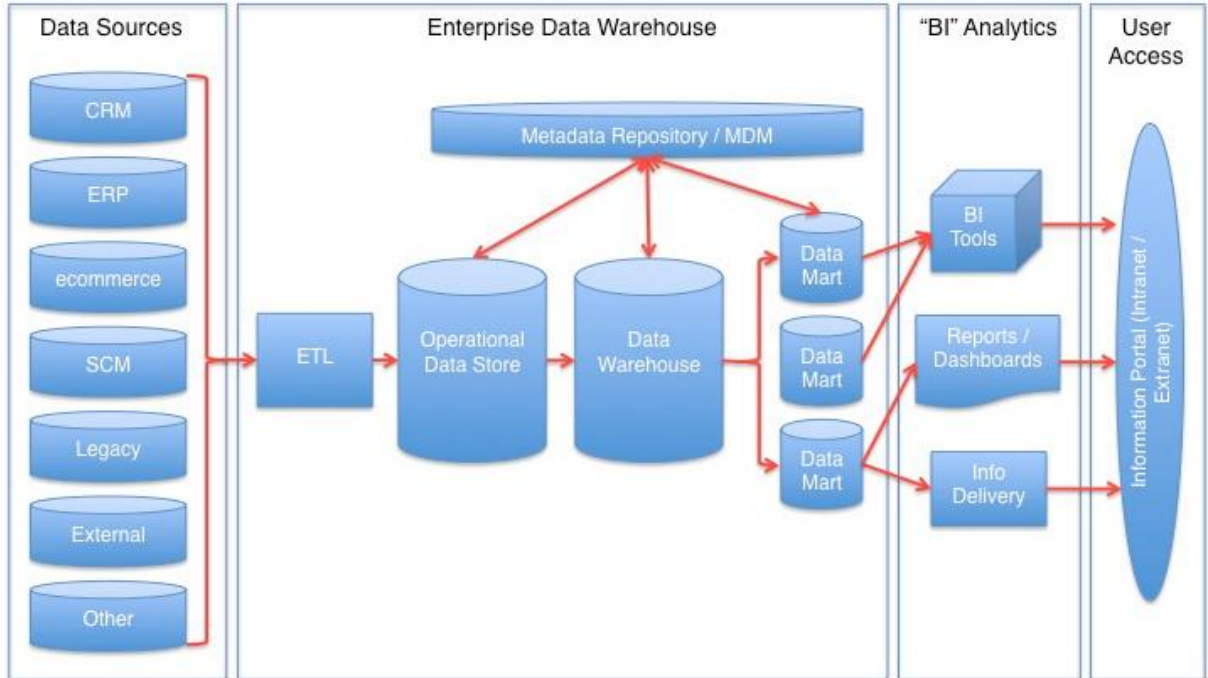 Data Sources
Enterprise Data Warehouse
“BI” Analytics
User
Access
CRM
ERP
ecommerce
SCM
Legacy
External
Other
ETL
Metadata Repository / MDM
Operational
Data Store
Data
Warehouse
Data
Mart
Data
Mart
Data
Mart
BI
Tools
Reports /
Dashboards
Info
Delivery
Information Portal (Intranet /
Extranet)